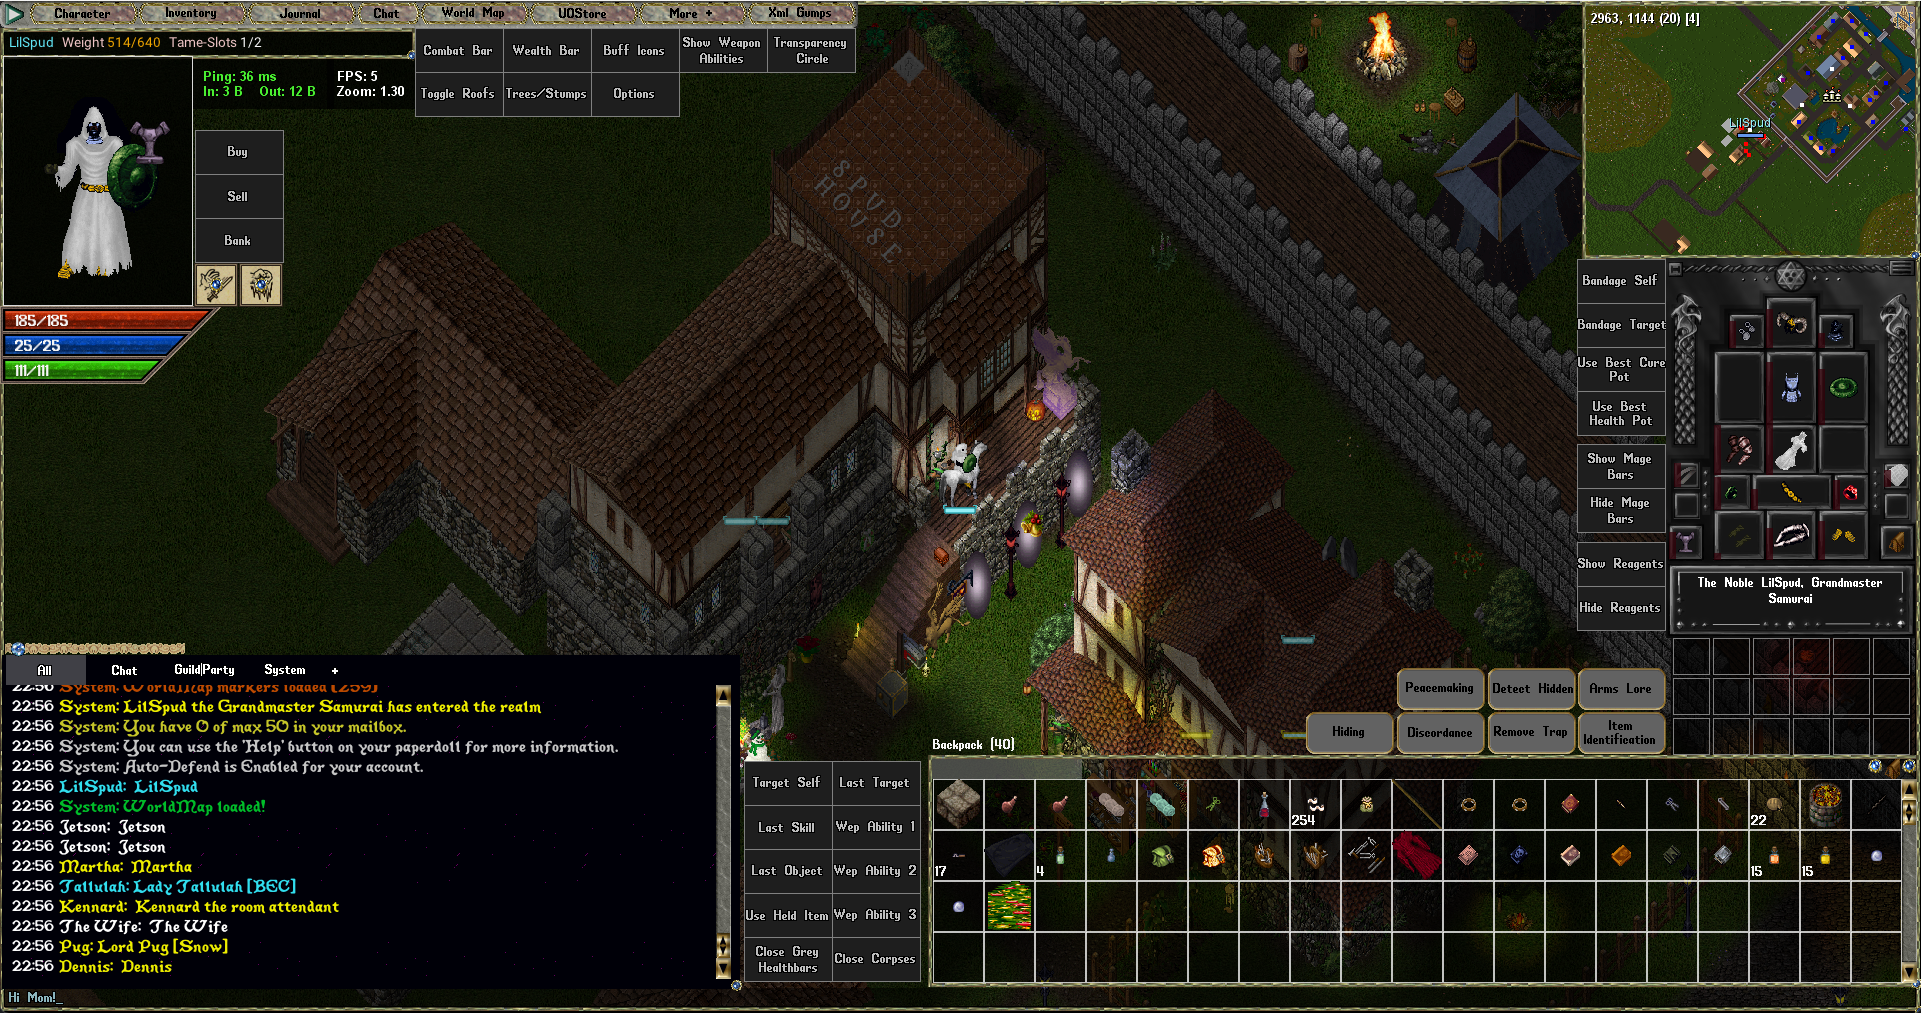 Character Inventory Journal Chat World Map UOStore More + Xml Gumps
LilSpud Weight 514/640 Tame-Slots 1/2
Ping: 36 ms FPS: 5
In: 3 B Out: 12 B Zoom: 1.30
Combat Bar Wealth Bar Buff Icons Show Weapon Abilities Transparency Circle
Toggle Roofs Trees/Stumps Options
Buy
Sell
Bank
185/185
25/25
111/111
SPUD
HOUSE
2963, 1144 (20) [4]
LilSpud
Bandage Self
Bandage Target
Use Best Cure
Pot
Use Best
Health Pot
Show Mage
Bars
Hide Mage
Bars
Show Reagents
Hide Reagents
The Noble LilSpud, Grandmaster
Samurai
Peacemaking Detect Hidden Arms Lore
Hiding Discordance Remove Trap Item Identification
All Chat Guild|Party System +
22:56 System: WorldMap markers loaded [259]
22:56 System: LilSpud the Grandmaster Samurai has entered the realm
22:56 System: You have 0 of max 50 in your mailbox.
22:56 System: You can use the 'Help' button on your paperdoll for more information.
22:56 System: Auto-Defend is Enabled for your account.
22:56 LilSpud: LilSpud
22:56 System: WorldMap loaded!
22:56 Jetson: Jetson
22:56 Jetson: Jetson
22:56 Martha: Martha
22:56 Tallulah: Lady Tallulah [BEC]
22:56 Kennard: Kennard the room attendant
22:56 The Wife: The Wife
22:56 Pug: Lord Pug [Snow]
22:56 Dennis: Dennis
Hi Mom!_
Target Self Last Target
Last Skill Wep Ability 1
Last Object Wep Ability 2
Use Held Item Wep Ability 3
Close Grey Healthbars Close Corpses
Backpack (40)
254 22
17 4 15 15